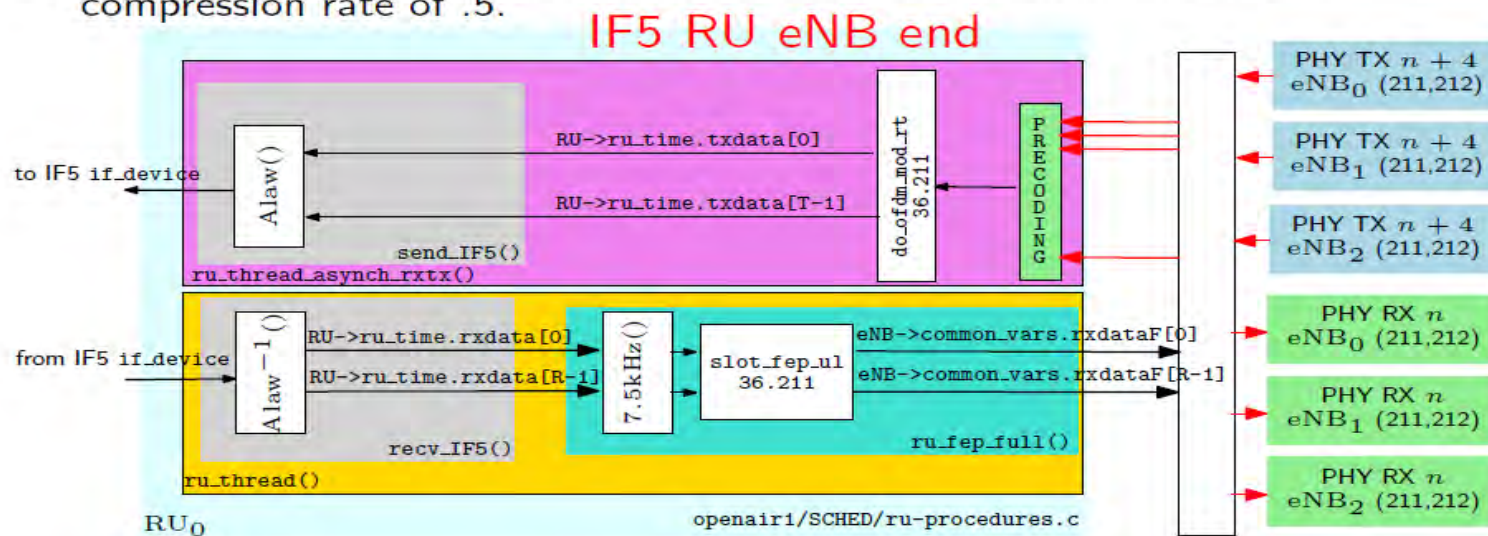 compression rate of .5.
IF5 RU eNB end
to IF5 if_device
Alaw()
RU->ru_time.txdata[0]
RU->ru_time.txdata[T-1]
send_IF5()
ru_thread_asynch_rxtx()
do_ofdm_mod_rt
36.211
PRECODING
from IF5 if_device
Alaw⁻¹()
RU->ru_time.rxdata[0]
RU->ru_time.rxdata[R-1]
recv_IF5()
7.5kHz()
slot_fep_ul
36.211
eNB->common_vars.rxdataF[0]
eNB->common_vars.rxdataF[R-1]
ru_fep_full()
ru_thread()
RU₀
openair1/SCHED/ru-procedures.c
PHY TX n + 4
eNB₀ (211,212)
PHY TX n + 4
eNB₁ (211,212)
PHY TX n + 4
eNB₂ (211,212)
PHY RX n
eNB₀ (211,212)
PHY RX n
eNB₁ (211,212)
PHY RX n
eNB₂ (211,212)